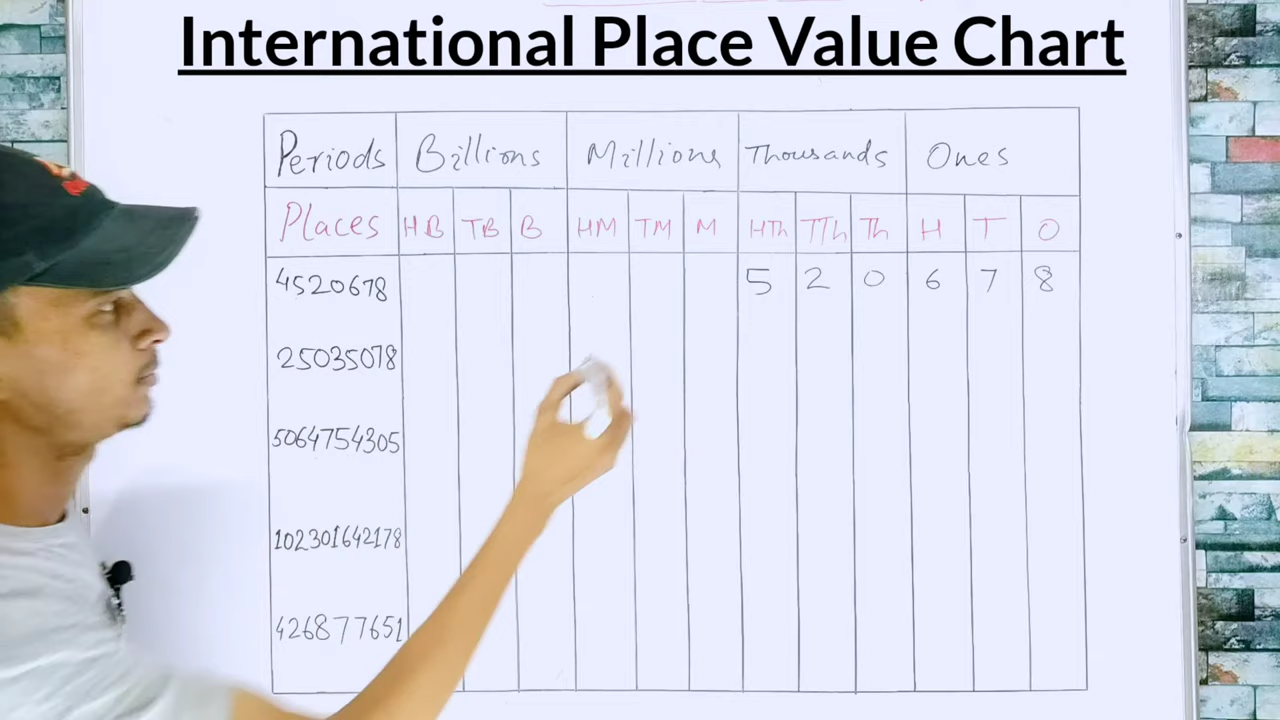 International Place Value Chart
Periods Billions Millions Thousands Ones
Places HB TB B HM TM M HTh TTh Th H T O
4520678 5 2 0 6 7 8
25035078
5064754305
102301642178
426877651